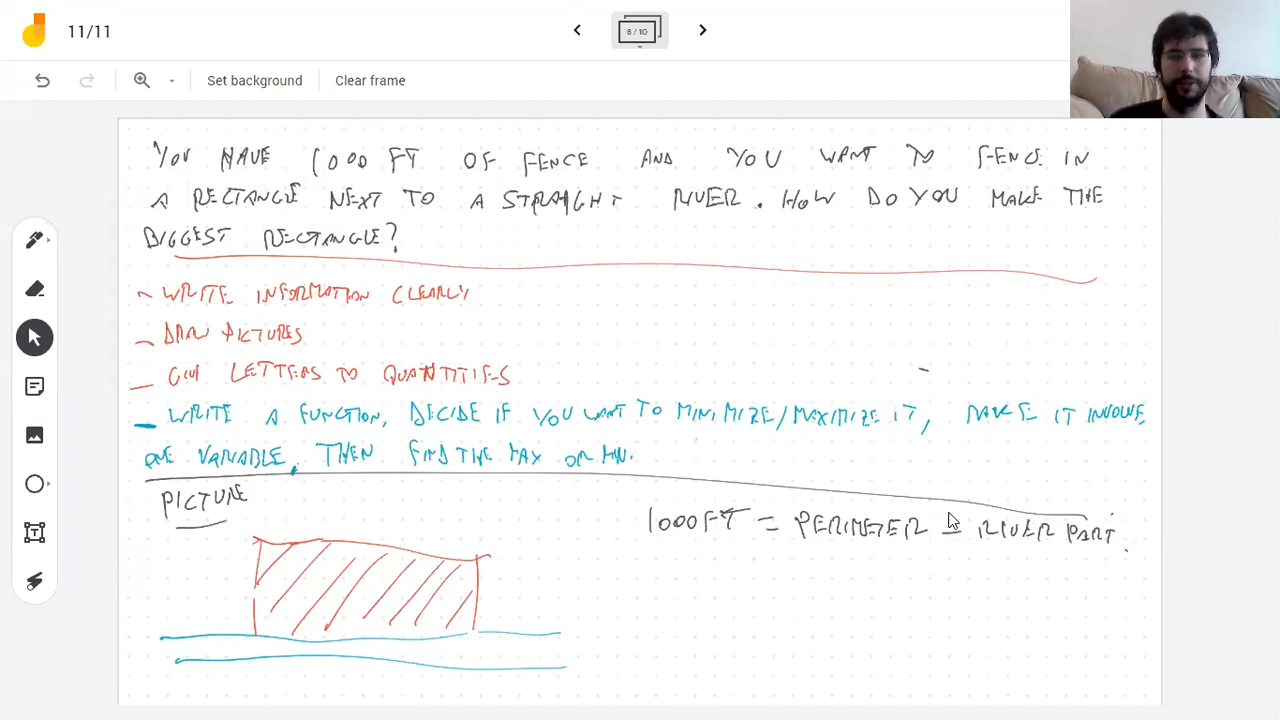 11/11
8 / 10
Set background
Clear frame
YOU HAVE 1000 FT OF FENCE AND YOU WANT TO FENCE IN
A RECTANGLE NEXT TO A STRAIGHT RIVER. HOW DO YOU MAKE THE
BIGGEST RECTANGLE?
- WRITE INFORMATION CLEARLY
- DRAW PICTURES
- GIVE LETTERS TO QUANTITIES
- WRITE A FUNCTION, DECIDE IF YOU WANT TO MINIMIZE/MAXIMIZE IT, MAKE IT INVOLVE
ONE VARIABLE, THEN FIND THE MAX OR MIN.
PICTURE
1000FT = PERIMETER - RIVER PART.